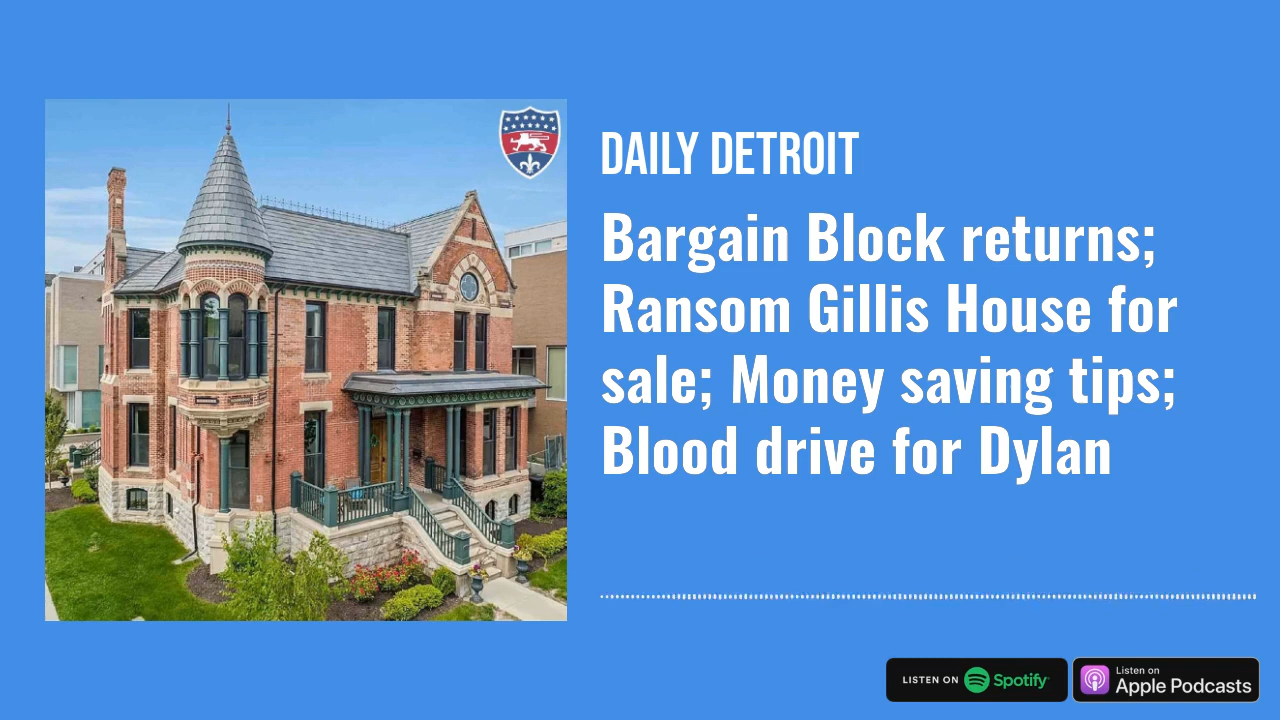 DAILY DETROIT
Bargain Block returns;
Ransom Gillis House for
sale; Money saving tips;
Blood drive for Dylan
LISTEN ON Spotify
Listen on
Apple Podcasts